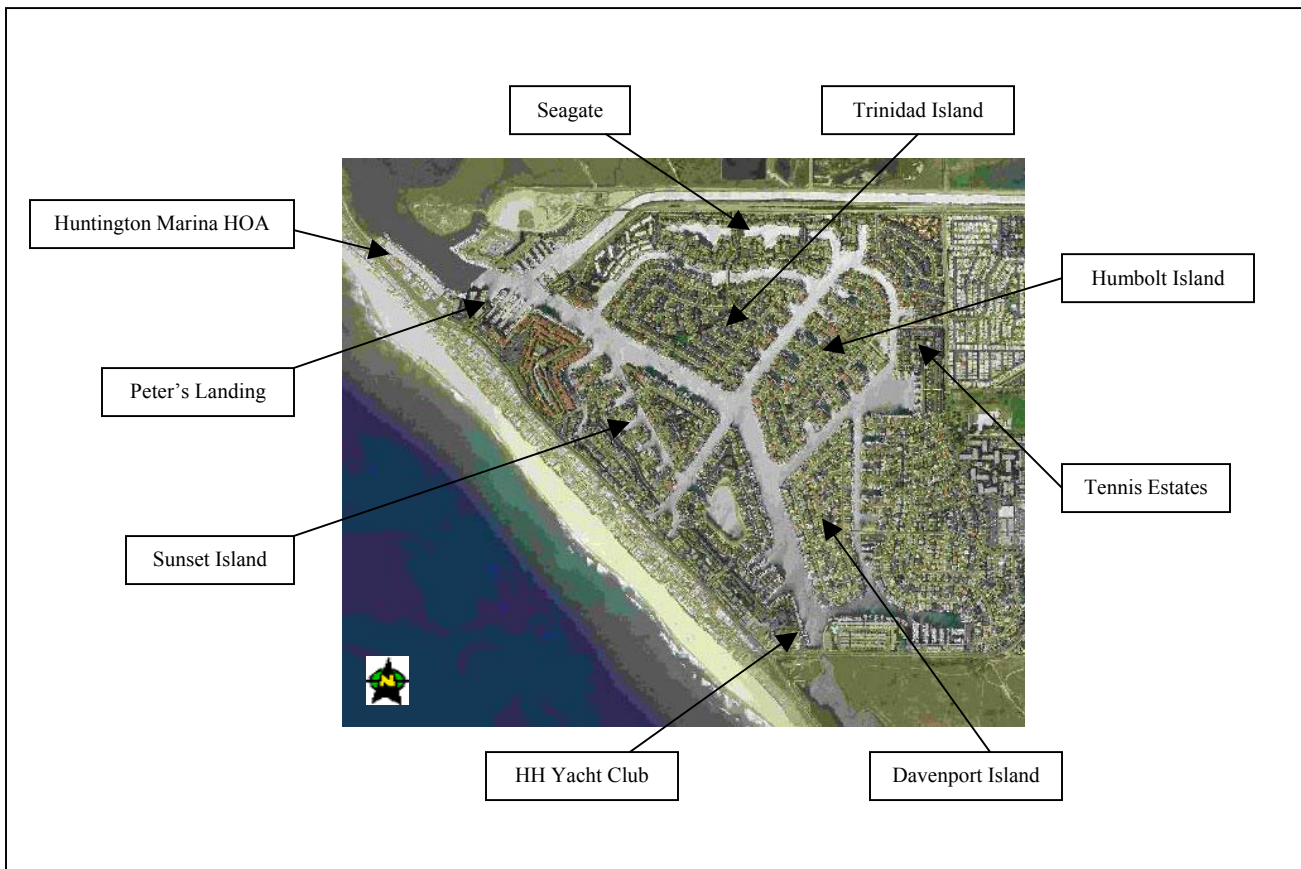 Seagate
Trinidad Island
Huntington Marina HOA
Humbolt Island
Peter's Landing
Tennis Estates
Sunset Island
N
HH Yacht Club
Davenport Island